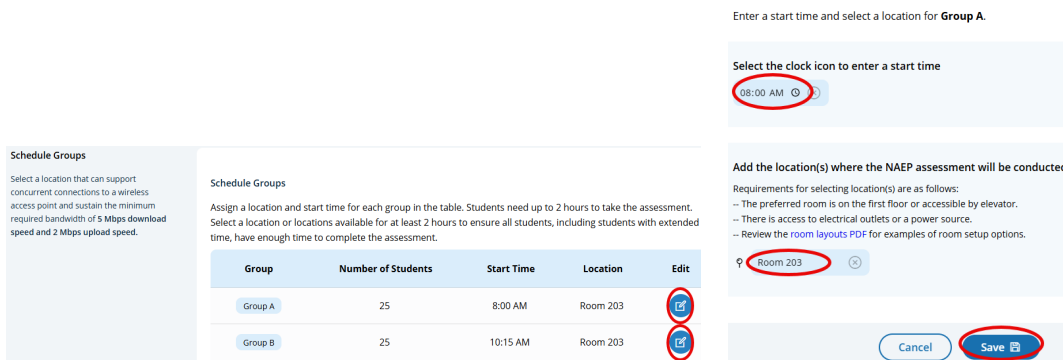 Schedule Groups
Select a location that can support
concurrent connections to a wireless
access point and sustain the minimum
required bandwidth of 5 Mbps download
speed and 2 Mbps upload speed.
Schedule Groups
Assign a location and start time for each group in the table. Students need up to 2 hours to take the assessment.
Select a location or locations available for at least 2 hours to ensure all students, including students with extended
time, have enough time to complete the assessment.
Group Number of Students Start Time Location Edit
Group A 25 8:00 AM Room 203
Group B 25 10:15 AM Room 203
Enter a start time and select a location for Group A.
Select the clock icon to enter a start time
08:00 AM
Add the location(s) where the NAEP assessment will be conducted
Requirements for selecting location(s) are as follows:
-- The preferred room is on the first floor or accessible by elevator.
-- There is access to electrical outlets or a power source.
-- Review the room layouts PDF for examples of room setup options.
Room 203
Cancel Save